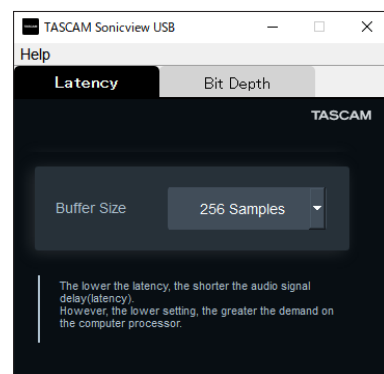 TASCAM Sonicview USB
Help
Latency
Bit Depth
TASCAM
Buffer Size
256 Samples
The lower the latency, the shorter the audio signal
delay(latency).
However, the lower setting, the greater the demand on
the computer processor.